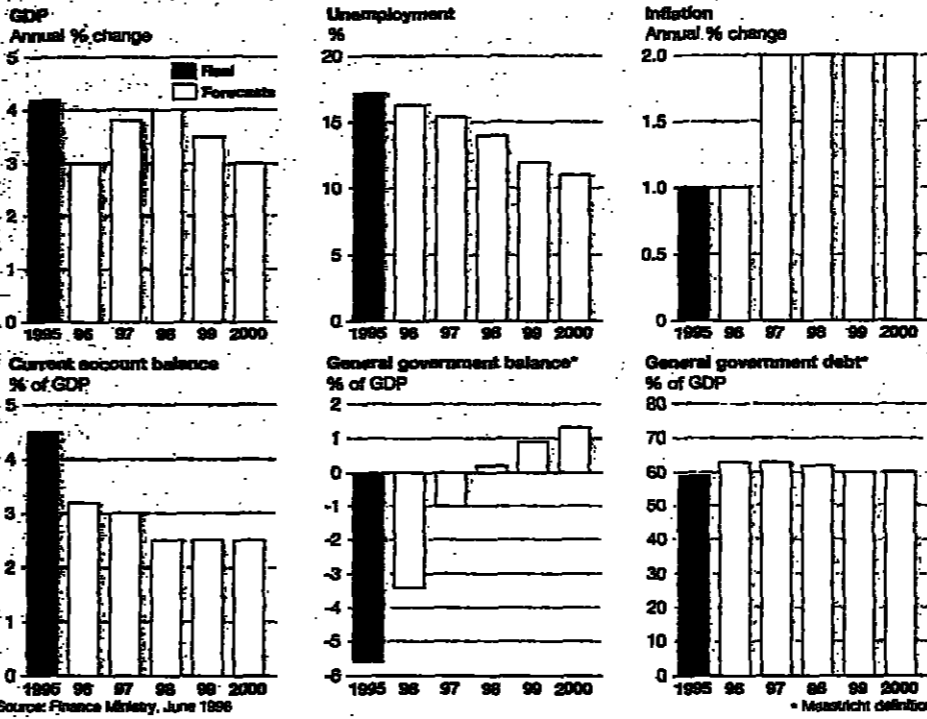 GDP
Annual % change
5
4
3
2
1
0
Real
Forecasts
1995 96 97 98 99 2000
Unemployment
%
20
15
10
5
0
1995 96 97 98 99 2000
Inflation
Annual % change
2.0
1.5
1.0
0.5
0
1995 96 97 98 99 2000
Current account balance
% of GDP
5
4
3
2
1
0
1995 96 97 98 99 2000
General government balance*
% of GDP
2
1
0
-1
-2
-3
-4
-5
-6
1995 96 97 98 99 2000
General government debt*
% of GDP
80
70
60
50
40
30
20
10
0
1995 96 97 98 99 2000
Source: Finance Ministry, June 1996
* Maastricht definition